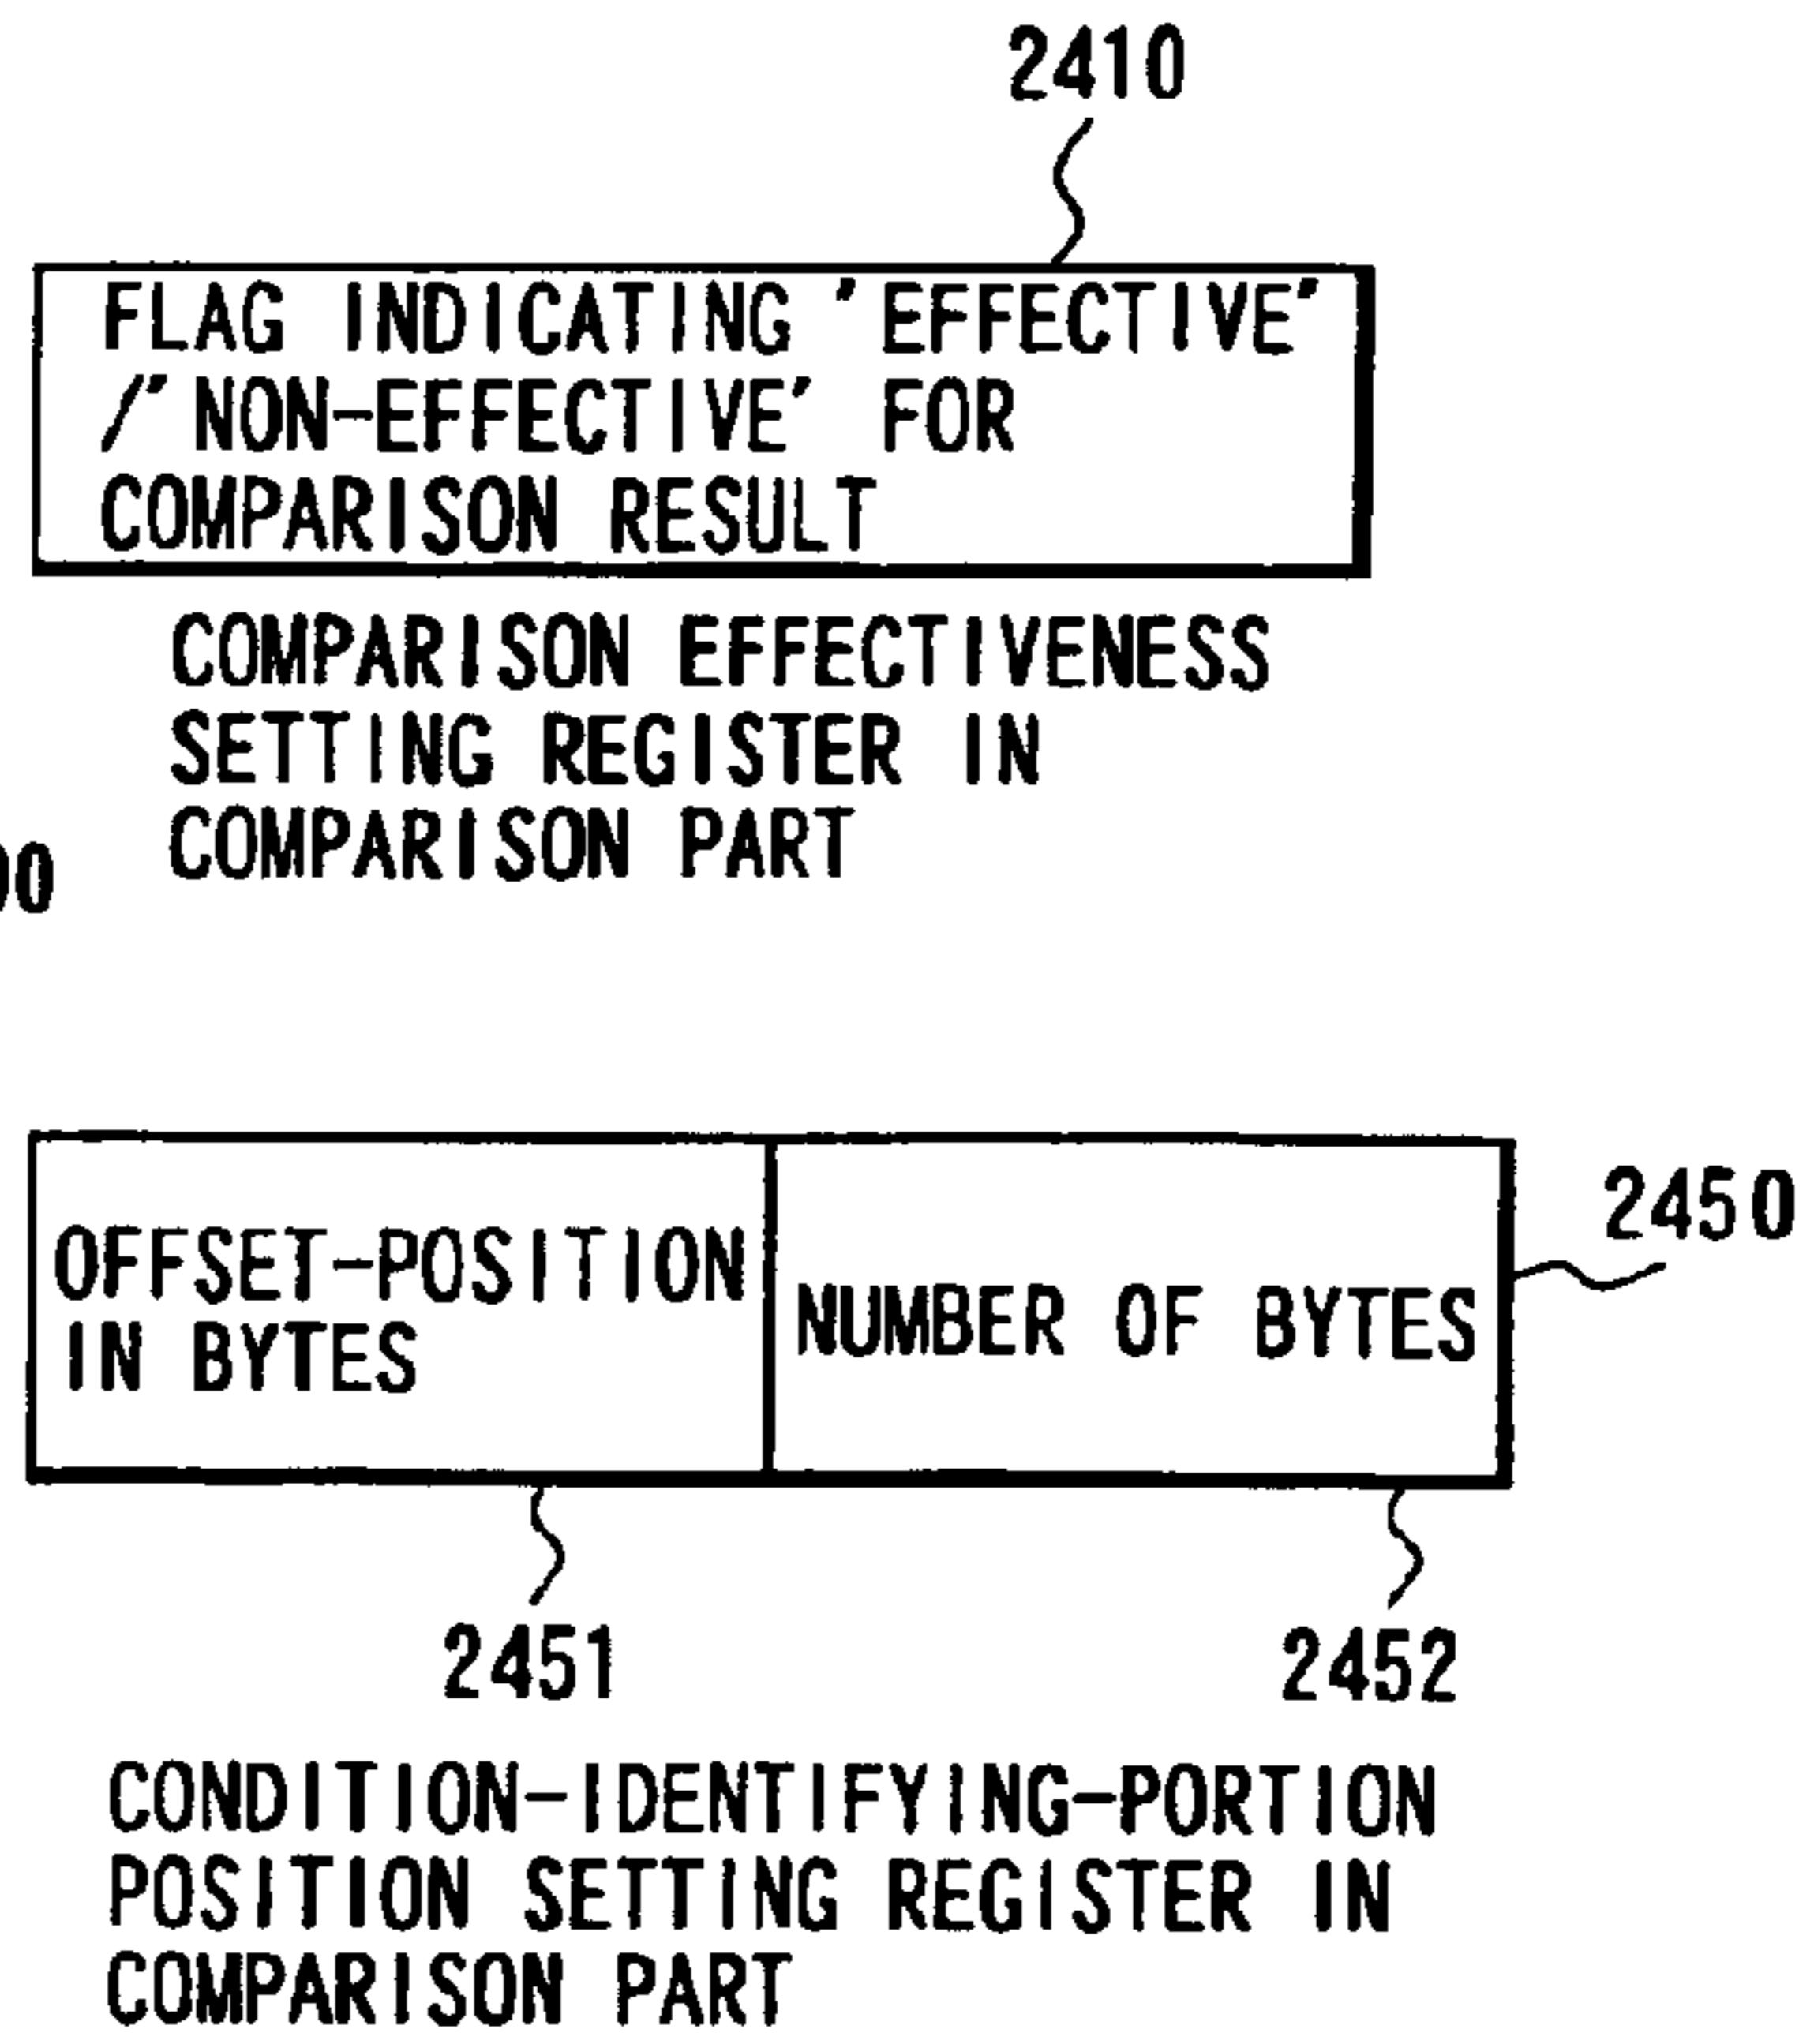 2410
FLAG INDICATING 'EFFECTIVE'
/'NON-EFFECTIVE' FOR
COMPARISON RESULT
COMPARISON EFFECTIVENESS
SETTING REGISTER IN
COMPARISON PART
2450
OFFSET-POSITION
IN BYTES
NUMBER OF BYTES
2451
2452
CONDITION-IDENTIFYING-PORTION
POSITION SETTING REGISTER IN
COMPARISON PART